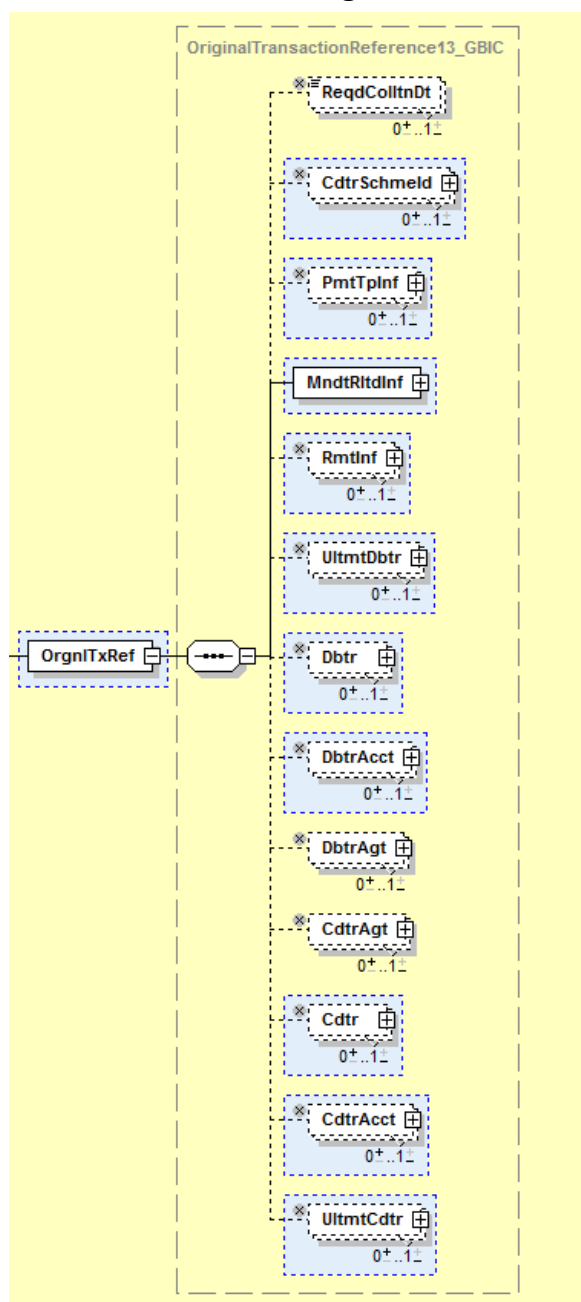 OriginalTransactionReference13_GBIC
ReqdColltnDt
0±..1±
CdtrSchmeId
0±..1±
PmtTpInf
0±..1±
MndtRltdInf
RmtInf
0±..1±
UltmtDbtr
0±..1±
OrgnlTxRef
Dbtr
0±..1±
DbtrAcct
0±..1±
DbtrAgt
0±..1±
CdtrAgt
0±..1±
Cdtr
0±..1±
CdtrAcct
0±..1±
UltmtCdtr
0±..1±